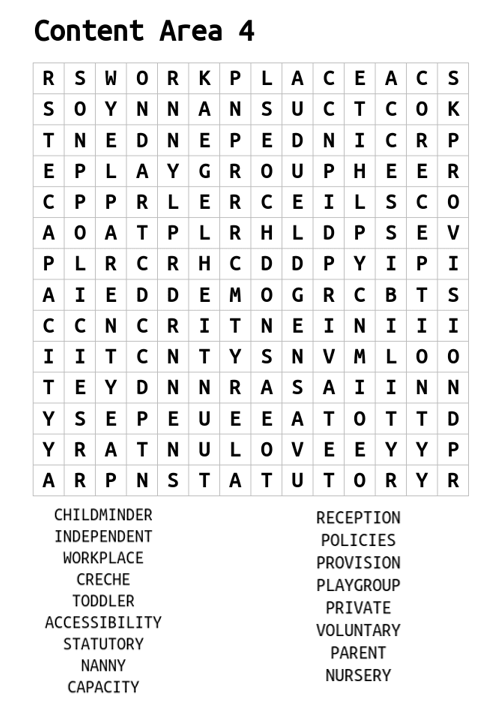 Content Area 4
R S W O R K P L A C E A C S
S O Y N N A N S U C T C O K
T N E D N E P E D N I C R P
E P L A Y G R O U P H E E R
C P P R L E R C E I L S C O
A O A T P L R H L D P S E V
P L R C R H C D D P Y I P I
A I E D D E M O G R C B T S
C C N C R I T N E I N I I I
I I T C N T Y S N V M L O O
T E Y D N N R A S A I I N N
Y S E P E U E E A T O T T D
Y R A T N U L O V E E Y Y P
A R P N S T A T U T O R Y R
CHILDMINDER
INDEPENDENT
WORKPLACE
CRECHE
TODDLER
ACCESSIBILITY
STATUTORY
NANNY
CAPACITY
RECEPTION
POLICIES
PROVISION
PLAYGROUP
PRIVATE
VOLUNTARY
PARENT
NURSERY